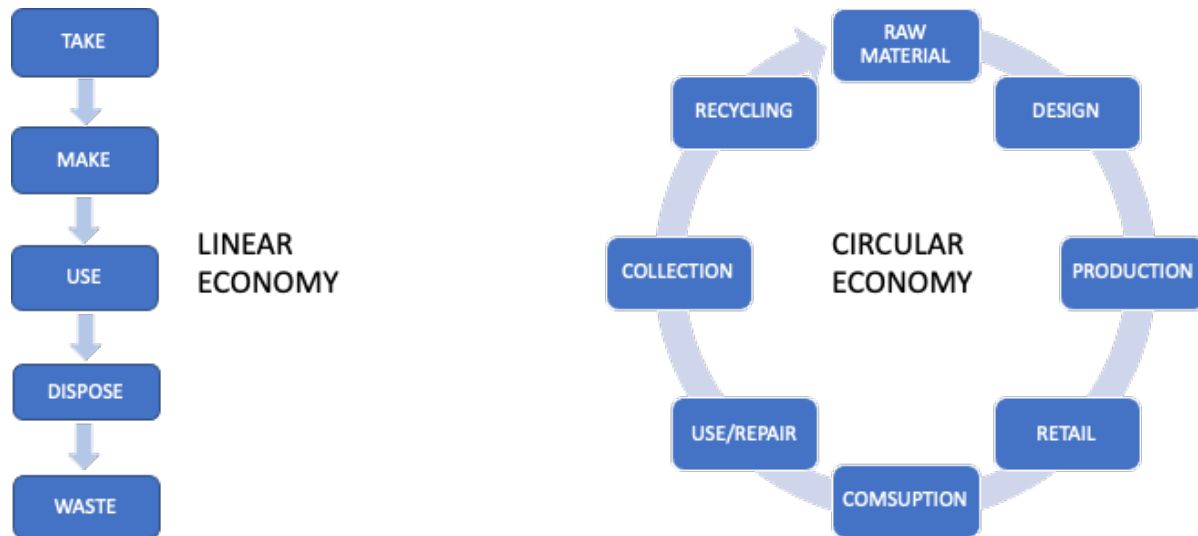 TAKE
MAKE
USE
DISPOSE
WASTE
LINEAR
ECONOMY
RAW
MATERIAL
DESIGN
PRODUCTION
RETAIL
COMSUPTION
USE/REPAIR
COLLECTION
RECYCLING
CIRCULAR
ECONOMY